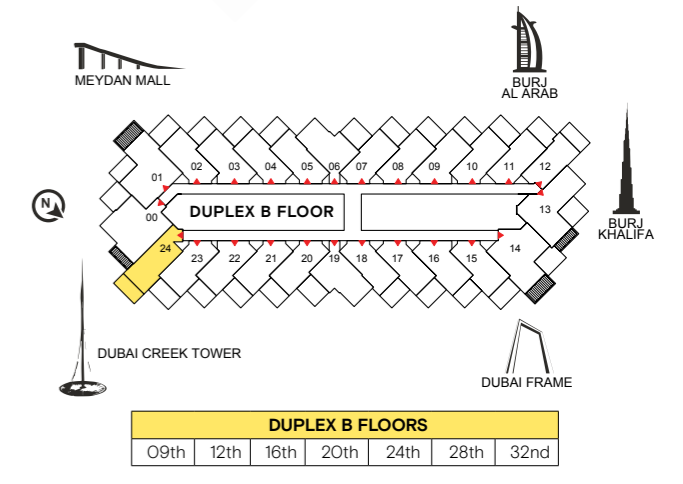 MEYDAN MALL
BURJ
AL ARAB
BURJ
KHALIFA
01 02 03 04 05 06 07 08 09 10 11 12
N
00 DUPLEX B FLOOR 13
24 23 22 21 20 19 18 17 16 15 14
DUBAI CREEK TOWER
DUBAI FRAME
DUPLEX B FLOORS
09th 12th 16th 20th 24th 28th 32nd